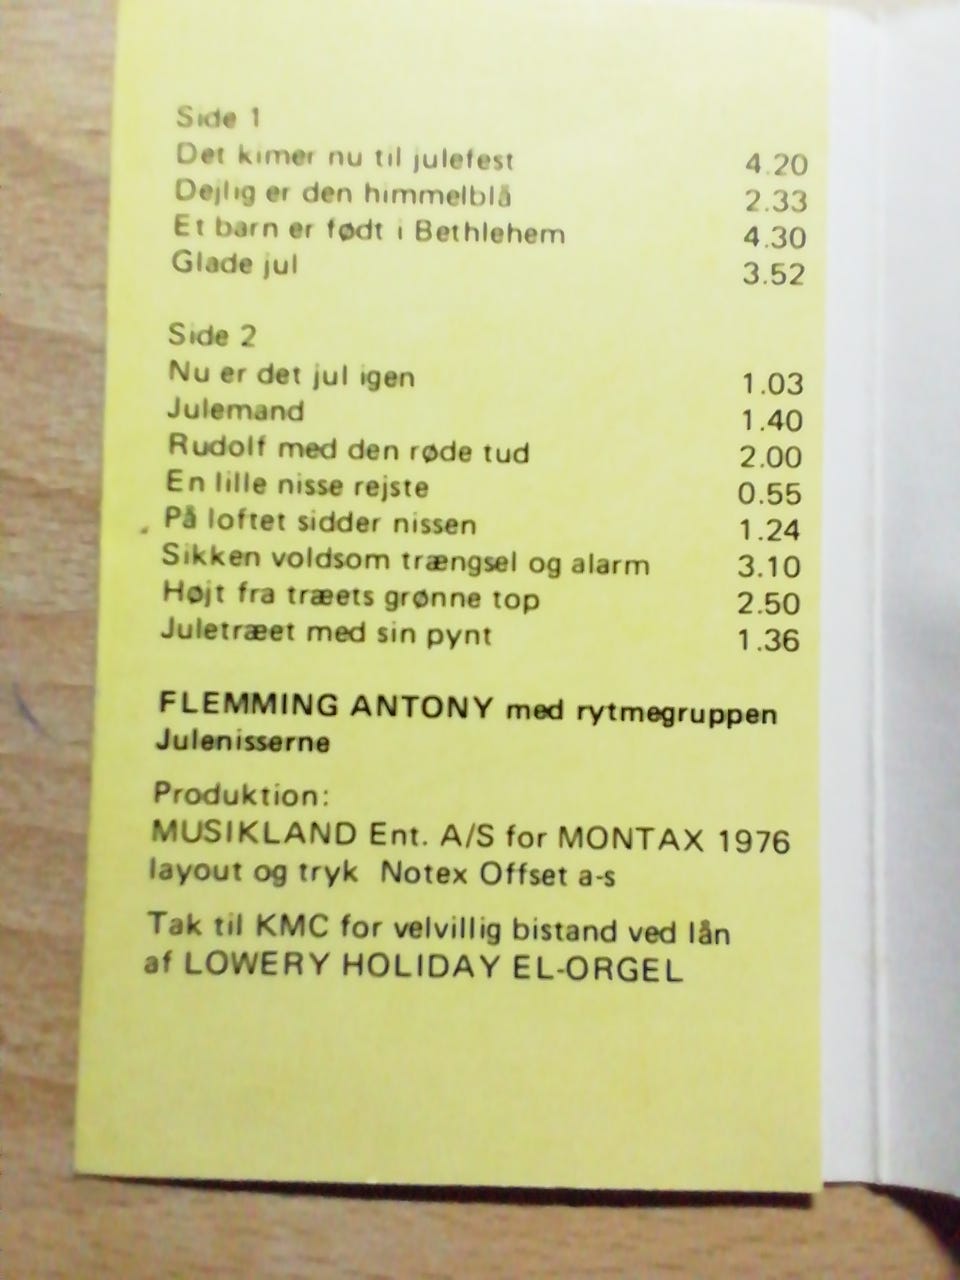 Side 1
Det kimer nu til julefest 4.20
Dejlig er den himmelblå 2.33
Et barn er født i Bethlehem 4.30
Glade jul 3.52
Side 2
Nu er det jul igen 1.03
Julemand 1.40
Rudolf med den røde tud 2.00
En lille nisse rejste 0.55
På loftet sidder nissen 1.24
Sikken voldsom trængsel og alarm 3.10
Højt fra træets grønne top 2.50
Juletræet med sin pynt 1.36
FLEMMING ANTONY med rytmegruppen
Julenisserne
Produktion:
MUSIKLAND Ent. A/S for MONTAX 1976
layout og tryk Notex Offset a-s
Tak til KMC for velvillig bistand ved lån
af LOWERY HOLIDAY EL-ORGEL